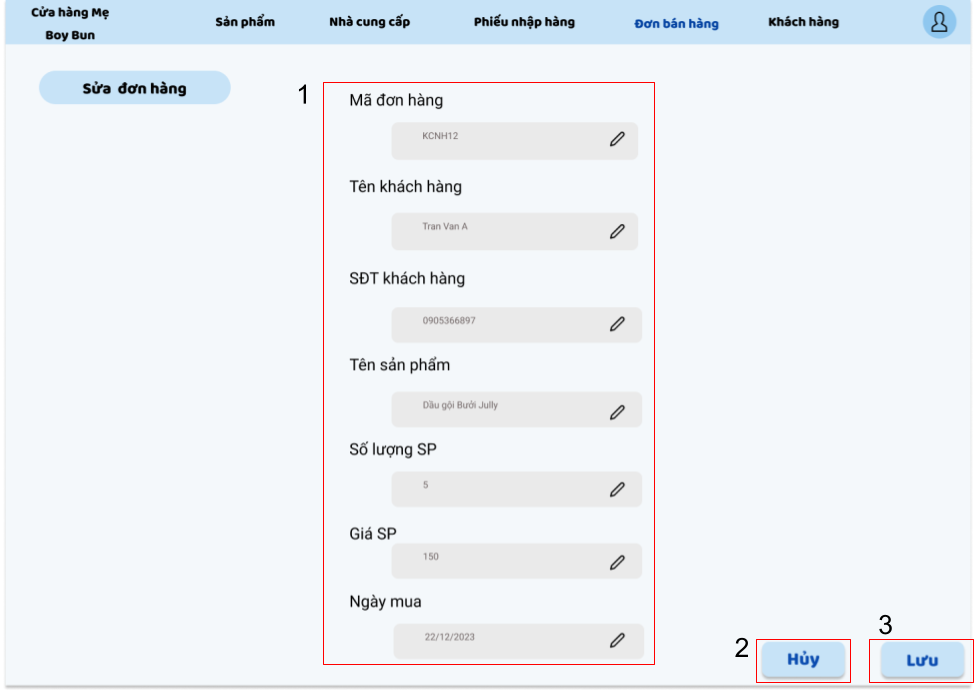 Cửa hàng Mẹ
Boy Bun
Sản phẩm
Nhà cung cấp
Phiếu nhập hàng
Đơn bán hàng
Khách hàng
Sửa đơn hàng
1
Mã đơn hàng
KCNH12
Tên khách hàng
Tran Van A
SĐT khách hàng
0905366897
Tên sản phẩm
Dầu gội Bưởi Jully
Số lượng SP
5
Giá SP
150
Ngày mua
22/12/2023
2
Hủy
3
Lưu